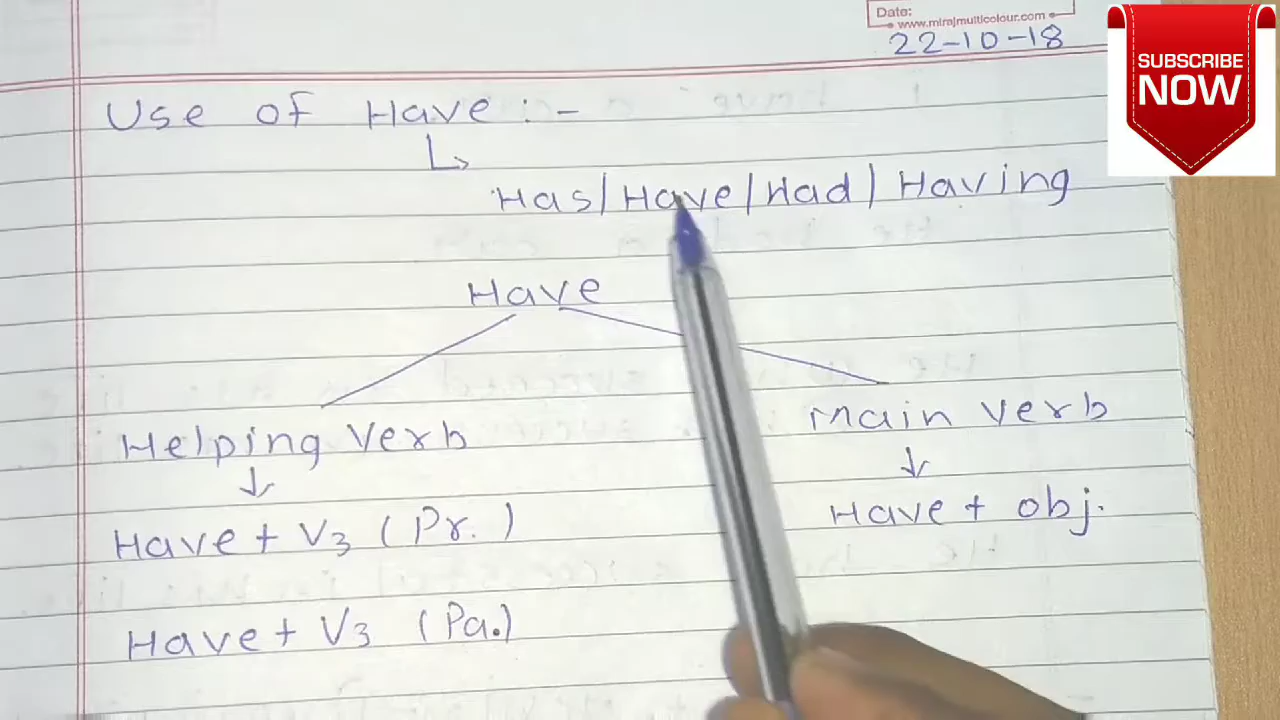 Date:
www.mirajmulticolour.com
22-10-18
SUBSCRIBE
NOW
Use of Have :-
Has/Have/Had/Having
Have
Helping Verb
Main Verb
Have + V3 (Pr.)
Have + obj.
Have + V3 (Pa.)